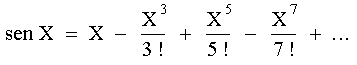 sen X = X - X^3/3! + X^5/5! - X^7/7! + ...